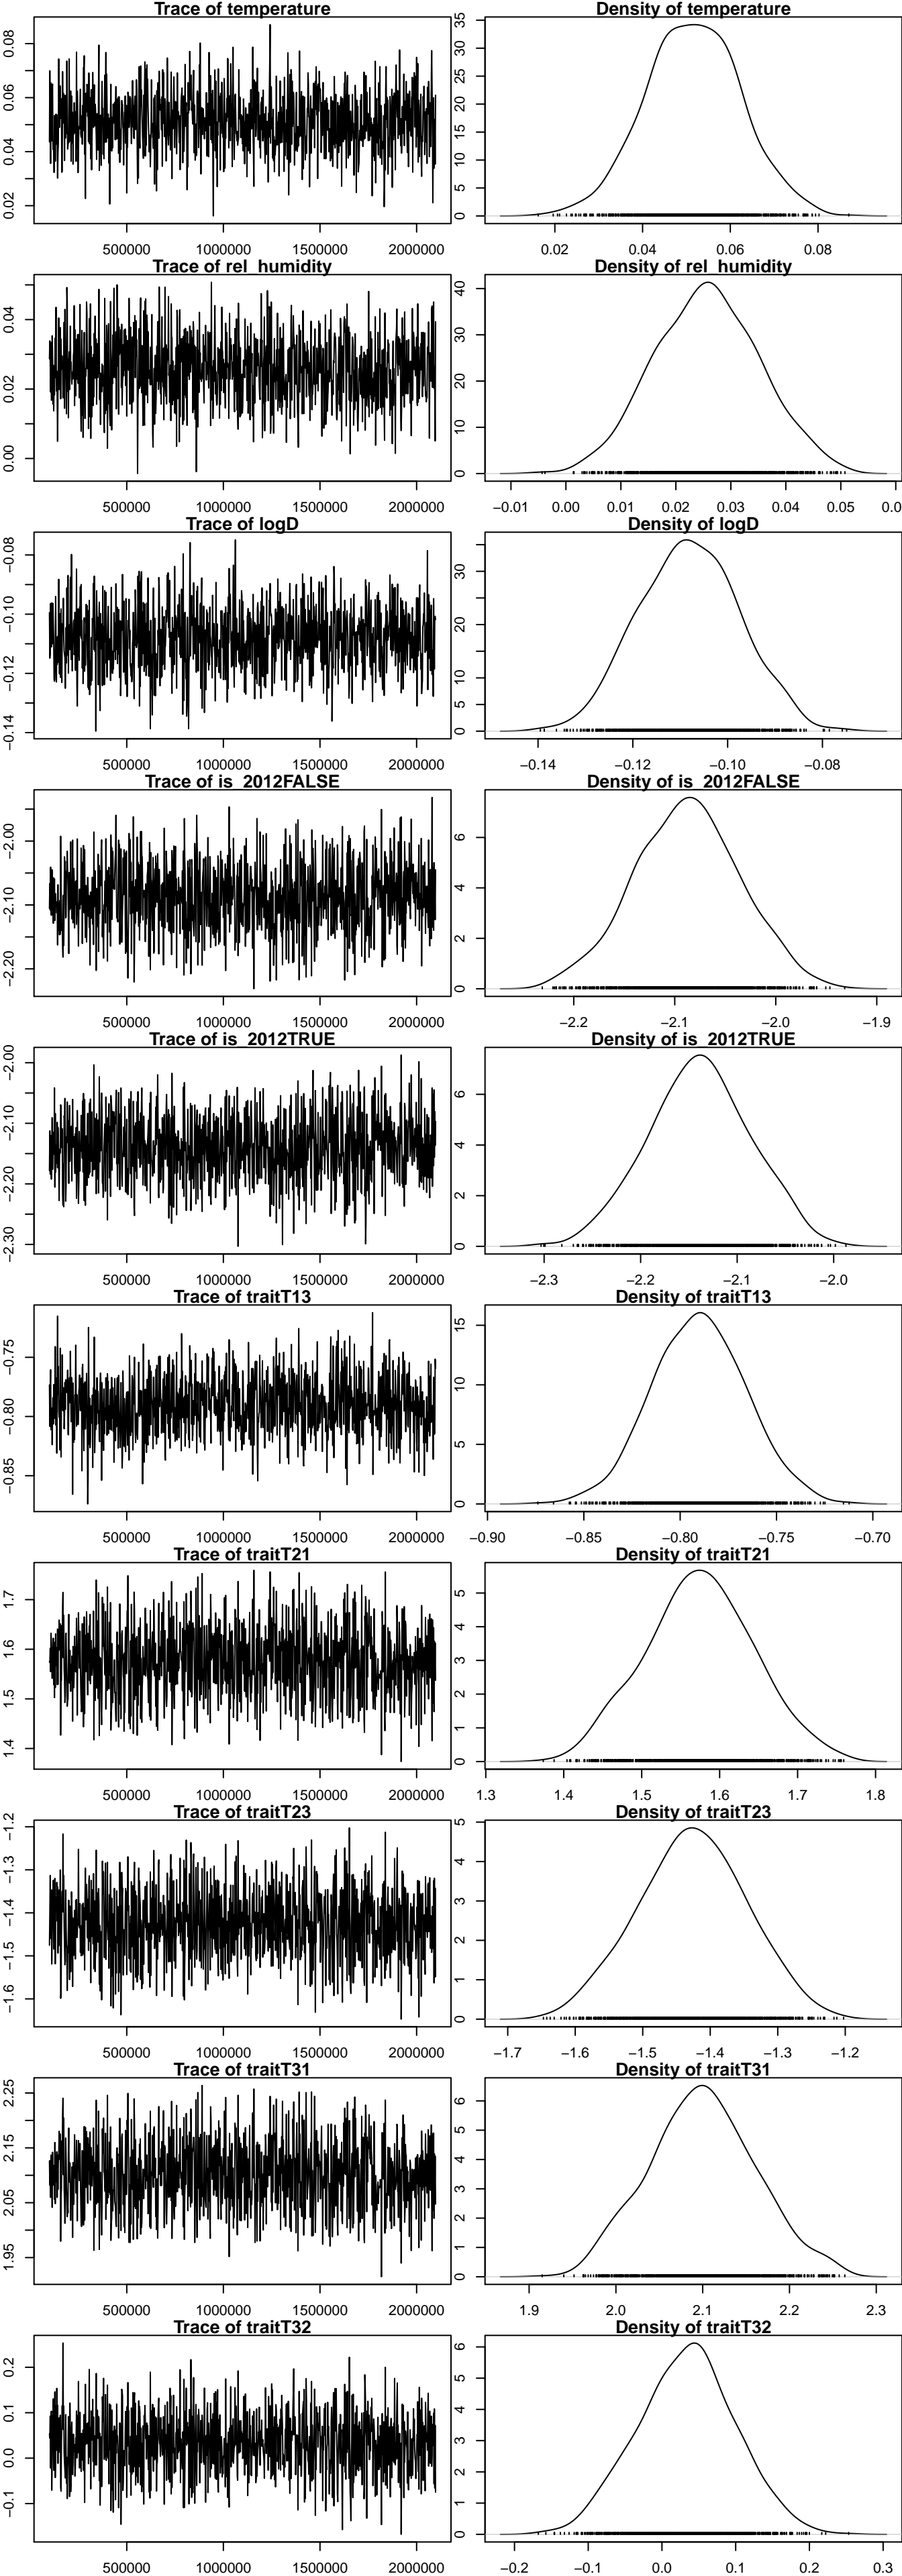 Trace of temperature
Density of temperature
0.02 0.04 0.06 0.08
0 5 10 15 20 25 30 35
500000 1000000 1500000 2000000
0.02 0.04 0.06 0.08
Trace of rel_humidity
Density of rel_humidity
0.00 0.02 0.04
0 10 20 30 40
500000 1000000 1500000 2000000
−0.01 0.00 0.01 0.02 0.03 0.04 0.05 0.0
Trace of logD
Density of logD
−0.14 −0.12 −0.10 −0.08
0 5 10 20 30
500000 1000000 1500000 2000000
−0.14 −0.12 −0.10 −0.08
Trace of is_2012FALSE
Density of is_2012FALSE
−2.20 −2.10 −2.00
0 2 4 6
500000 1000000 1500000 2000000
−2.2 −2.1 −2.0 −1.9
Trace of is_2012TRUE
Density of is_2012TRUE
−2.30 −2.20 −2.10 −2.00
0 2 4 6
500000 1000000 1500000 2000000
−2.3 −2.2 −2.1 −2.0
Trace of traitT13
Density of traitT13
−0.85 −0.80 −0.75
0 5 10 15
500000 1000000 1500000 2000000
−0.90 −0.85 −0.80 −0.75 −0.70
Trace of traitT21
Density of traitT21
1.4 1.5 1.6 1.7
0 1 2 3 4 5
500000 1000000 1500000 2000000
1.3 1.4 1.5 1.6 1.7 1.8
Trace of traitT23
Density of traitT23
−1.6 −1.5 −1.4 −1.3 −1.2
0 1 2 3 4 5
500000 1000000 1500000 2000000
−1.7 −1.6 −1.5 −1.4 −1.3 −1.2
Trace of traitT31
Density of traitT31
1.95 2.05 2.15 2.25
0 1 2 3 4 5 6
500000 1000000 1500000 2000000
1.9 2.0 2.1 2.2 2.3
Trace of traitT32
Density of traitT32
−0.1 0.0 0.1 0.2
0 1 2 3 4 5 6
500000 1000000 1500000 2000000
−0.2 −0.1 0.0 0.1 0.2 0.3